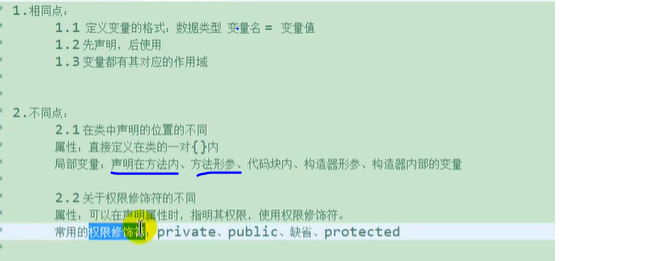 * 1.相同点:
* 1.1 定义变量的格式:数据类型 变量名 = 变量值
* 1.2 先声明,后使用
* 1.3 变量都有其对应的作用域
*
*
* 2.不同点:
* 2.1 在类中声明的位置的不同
* 属性:直接定义在类的一对{}内
* 局部变量:声明在方法内、方法形参、代码块内、构造器形参、构造器内部的变量
*
* 2.2 关于权限修饰符的不同
* 属性:可以在声明属性时,指明其权限,使用权限修饰符。
* 常用的权限修饰符:private、public、缺省、protected
*